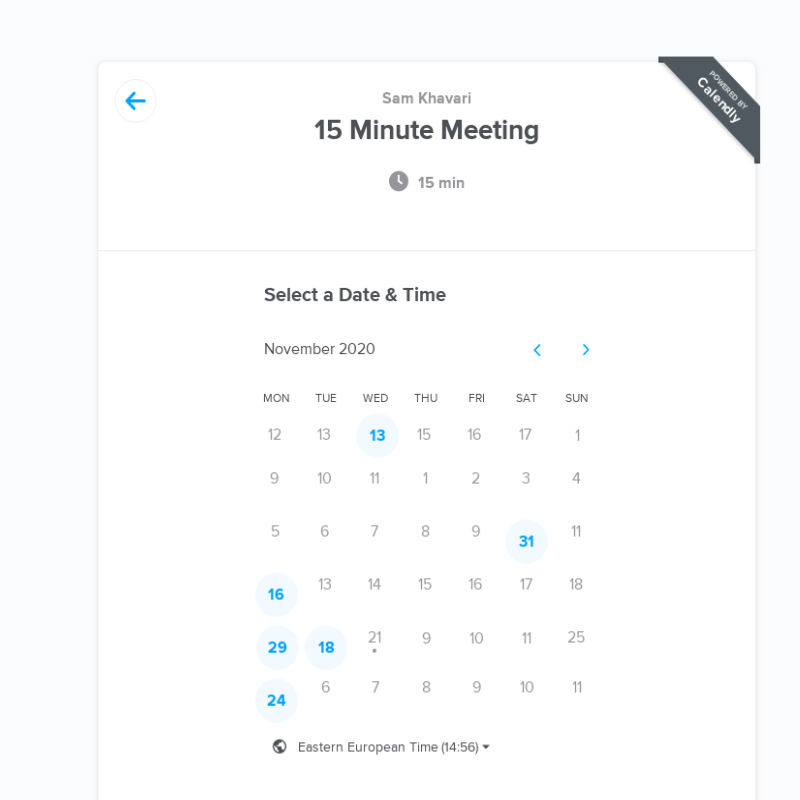 POWERED BY
Calendly
Sam Khavari
15 Minute Meeting
15 min
Select a Date & Time
November 2020
MON TUE WED THU FRI SAT SUN
12 13 13 15 16 17 1
9 10 11 1 2 3 4
5 6 7 8 9 31 11
16 13 14 15 16 17 18
29 18 21 9 10 11 25
24 6 7 8 9 10 11
Eastern European Time (14:56)